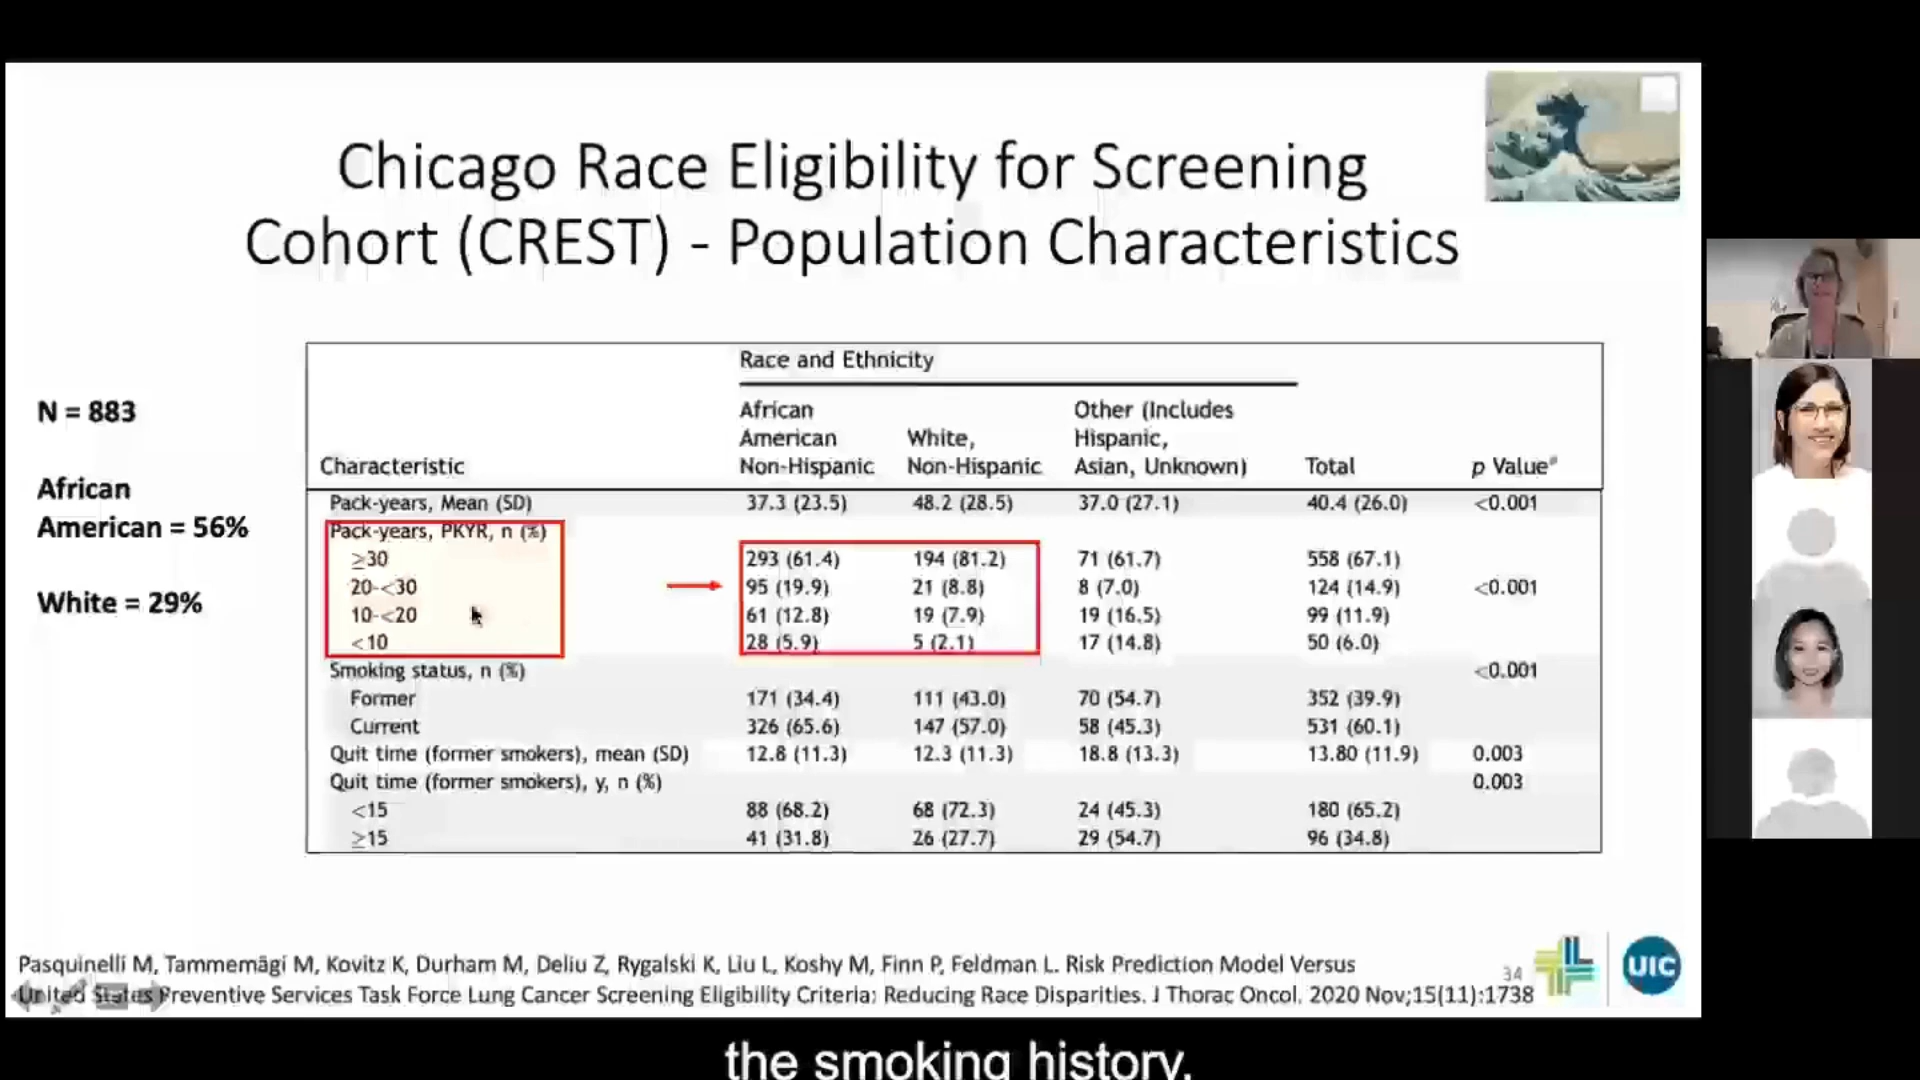 Chicago Race Eligibility for Screening
Cohort (CREST) - Population Characteristics
N = 883
African
American = 56%
White = 29%
Race and Ethnicity
African American Non-Hispanic
White, Non-Hispanic
Other (Includes Hispanic, Asian, Unknown)
Characteristic Total p Value
Pack-years, Mean (SD) 37.3 (23.5) 48.2 (28.5) 37.0 (27.1) 40.4 (26.0) <0.001
Pack-years, PKYR, n (%)
≥30 293 (61.4) 194 (81.2) 71 (61.7) 558 (67.1)
20-<30 95 (19.9) 21 (8.8) 8 (7.0) 124 (14.9) <0.001
10-<20 61 (12.8) 19 (7.9) 19 (16.5) 99 (11.9)
<10 28 (5.9) 5 (2.1) 17 (14.8) 50 (6.0)
Smoking status, n (%) <0.001
Former 171 (34.4) 111 (43.0) 70 (54.7) 352 (39.9)
Current 326 (65.6) 147 (57.0) 58 (45.3) 531 (60.1)
Quit time (former smokers), mean (SD) 12.8 (11.3) 12.3 (11.3) 18.8 (13.3) 13.80 (11.9) 0.003
Quit time (former smokers), y, n (%) 0.003
<15 88 (68.2) 68 (72.3) 24 (45.3) 180 (65.2)
≥15 41 (31.8) 26 (27.7) 29 (54.7) 96 (34.8)
Pasquinelli M, Tammemägi M, Kovitz K, Durham M, Deliu Z, Rygalski K, Liu L, Koshy M, Finn P, Feldman L. Risk Prediction Model Versus
United States Preventive Services Task Force Lung Cancer Screening Eligibility Criteria: Reducing Race Disparities. J Thorac Oncol. 2020 Nov;15(11):1738
34
UIC
the smoking history.